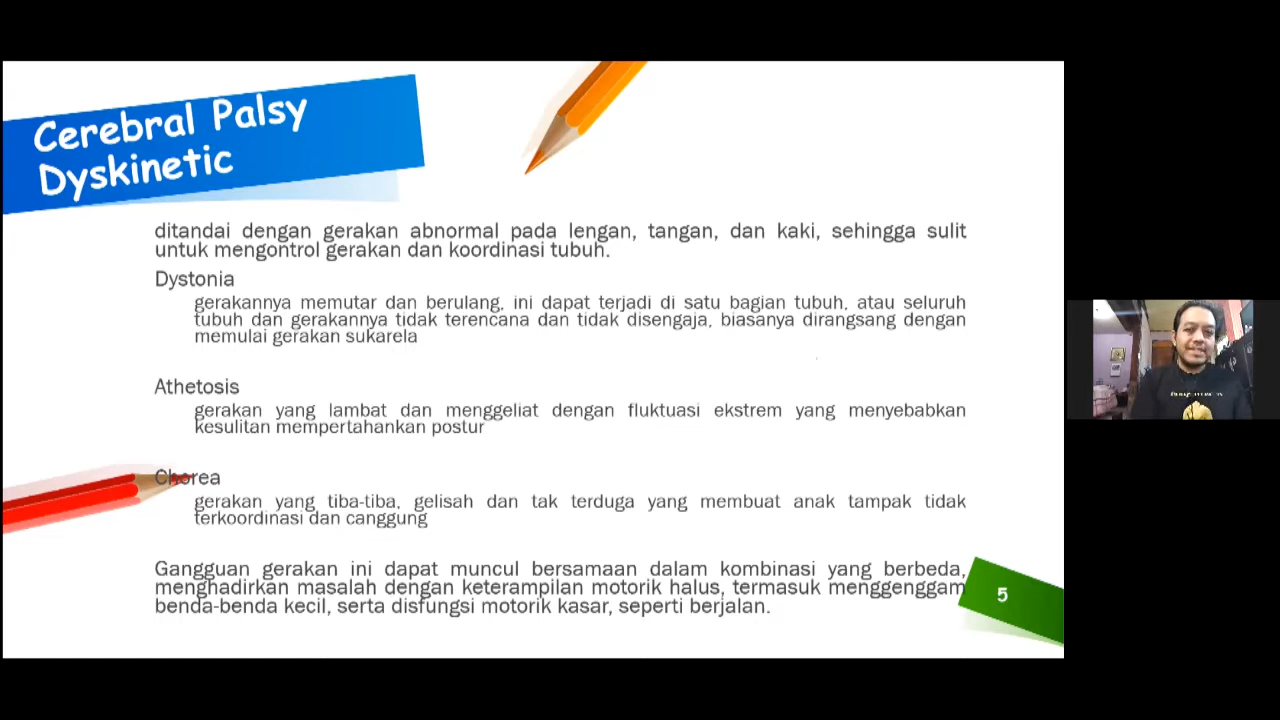 Cerebral Palsy
Dyskinetic
ditandai dengan gerakan abnormal pada lengan, tangan, dan kaki, sehingga sulit
untuk mengontrol gerakan dan koordinasi tubuh.
Dystonia
gerakannya memutar dan berulang, ini dapat terjadi di satu bagian tubuh, atau seluruh
tubuh dan gerakannya tidak terencana dan tidak disengaja, biasanya dirangsang dengan
memulai gerakan sukarela
Athetosis
gerakan yang lambat dan menggeliat dengan fluktuasi ekstrem yang menyebabkan
kesulitan mempertahankan postur
Chorea
gerakan yang tiba-tiba, gelisah dan tak terduga yang membuat anak tampak tidak
terkoordinasi dan canggung
Gangguan gerakan ini dapat muncul bersamaan dalam kombinasi yang berbeda,
menghadirkan masalah dengan keterampilan motorik halus, termasuk menggenggam
benda-benda kecil, serta disfungsi motorik kasar, seperti berjalan.
5